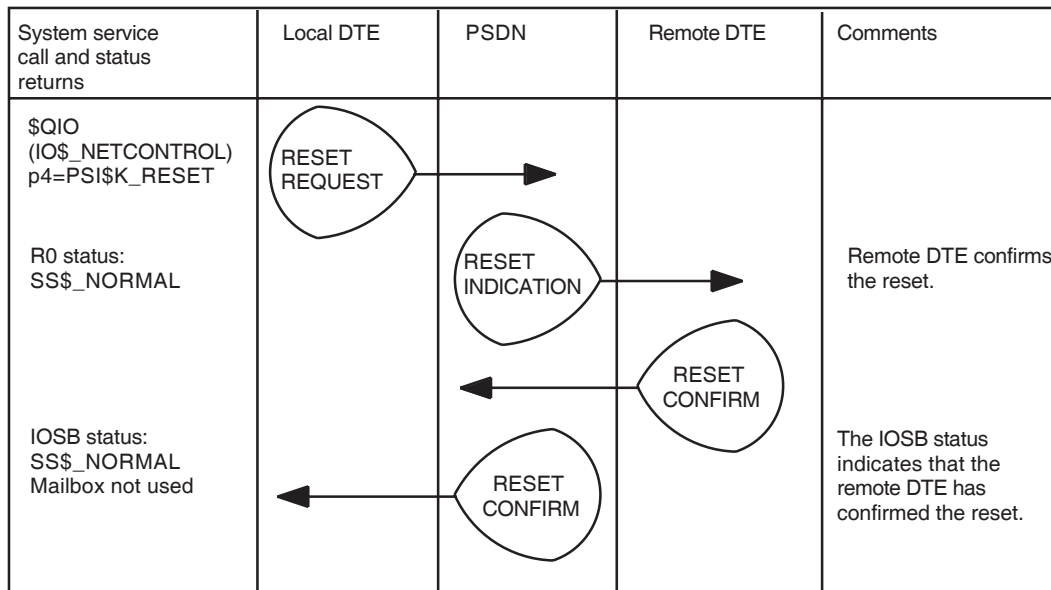 System service
call and status
returns
Local DTE
PSDN
Remote DTE
Comments
$QIO
(IO$_NETCONTROL)
p4=PSI$K_RESET
RESET
REQUEST
R0 status:
SS$_NORMAL
RESET
INDICATION
Remote DTE confirms
the reset.
RESET
CONFIRM
IOSB status:
SS$_NORMAL
Mailbox not used
RESET
CONFIRM
The IOSB status
indicates that the
remote DTE has
confirmed the reset.